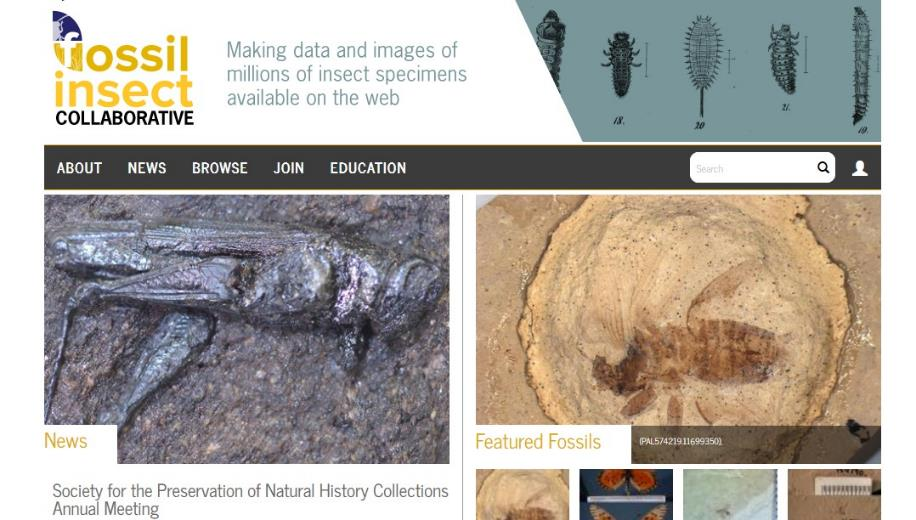 fossil
insect
COLLABORATIVE
Making data and images of
millions of insect specimens
available on the web
18.
20
21.
19.
ABOUT NEWS BROWSE JOIN EDUCATION
Search
News
Featured Fossils
(PAL57421911699350),
Society for the Preservation of Natural History Collections
Annual Meeting